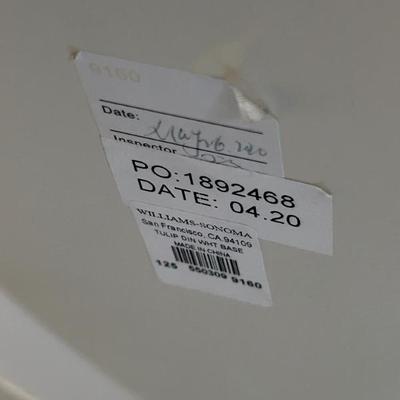 9160
Date:
Inspector
PO:1892468
DATE: 04.20
WILLIAMS-SONOMA
San Francisco, CA 94109
TULIP DIN WHT BASE
MADE IN CHINA
125 550309 9160